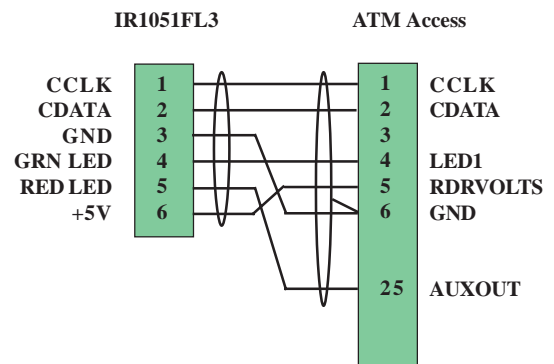 IR1051FL3 ATM Access
CCLK 1 1 CCLK
CDATA 2 2 CDATA
GND 3 3
GRN LED 4 4 LED1
RED LED 5 5 RDRVOLTS
+5V 6 6 GND
25 AUXOUT